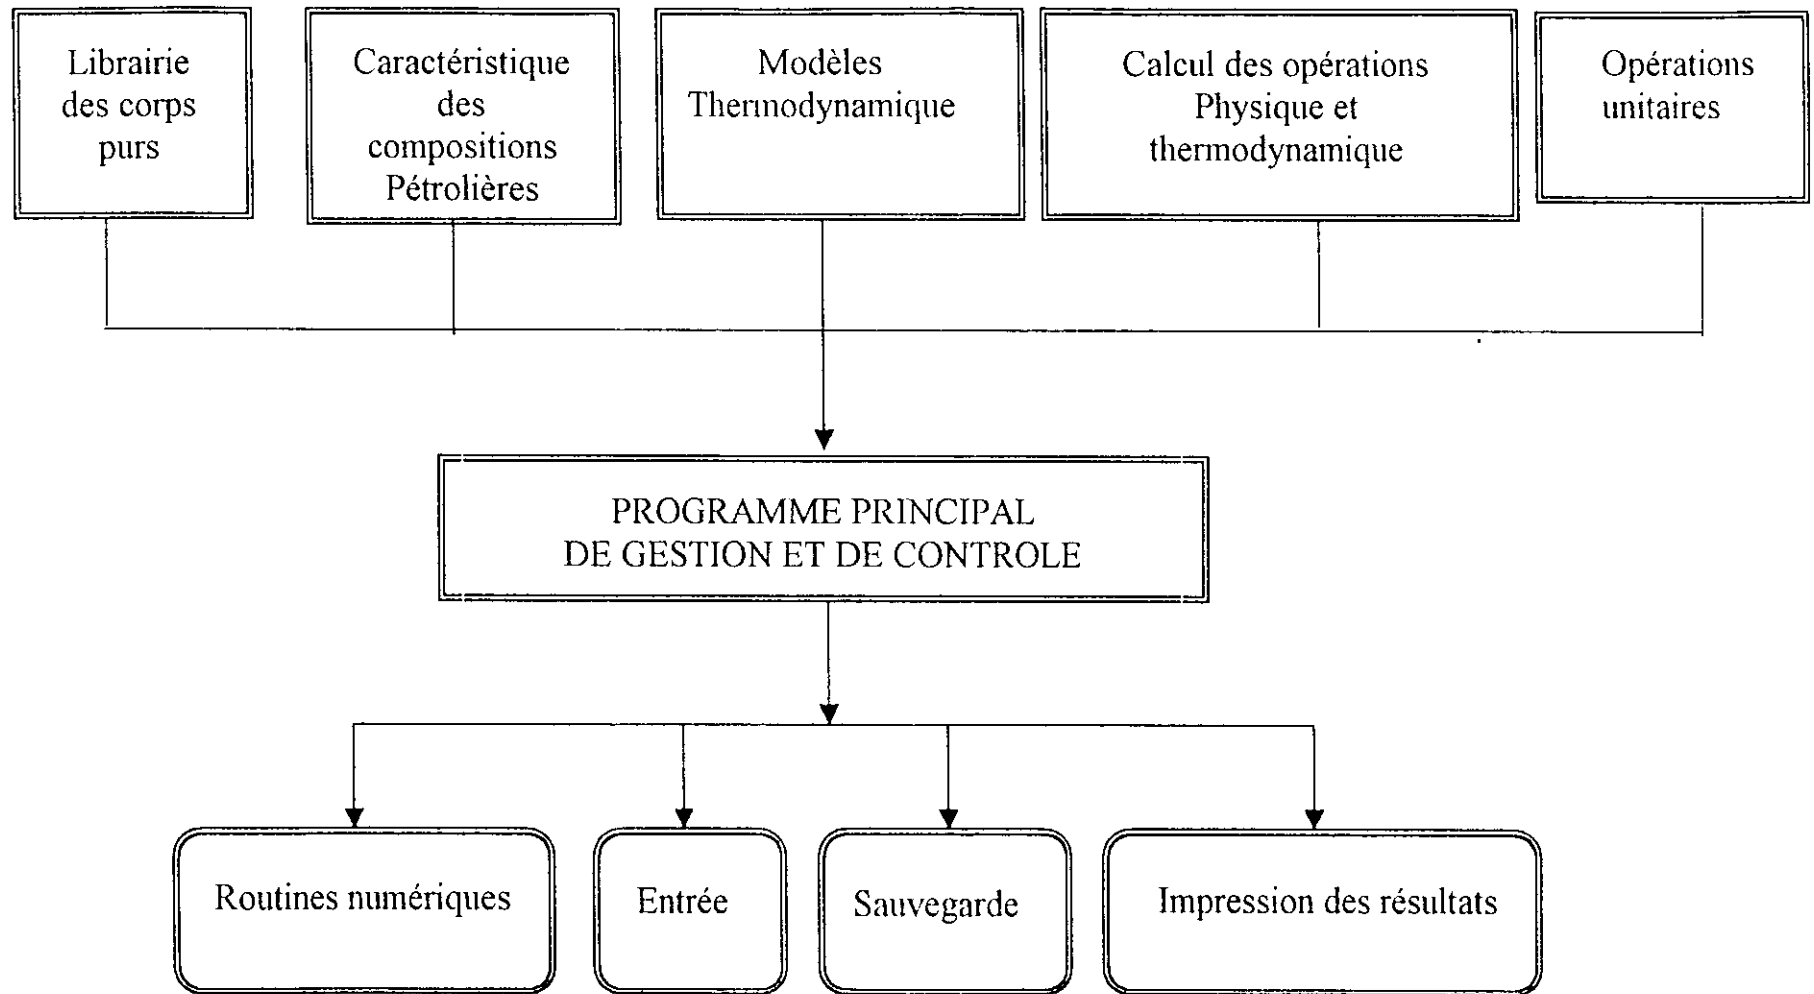 Librairie
des corps
purs
Caractéristique
des
compositions
Pétrolières
Modèles
Thermodynamique
Calcul des opérations
Physique et
thermodynamique
Opérations
unitaires
PROGRAMME PRINCIPAL
DE GESTION ET DE CONTROLE
Routines numériques
Entrée
Sauvegarde
Impression des résultats